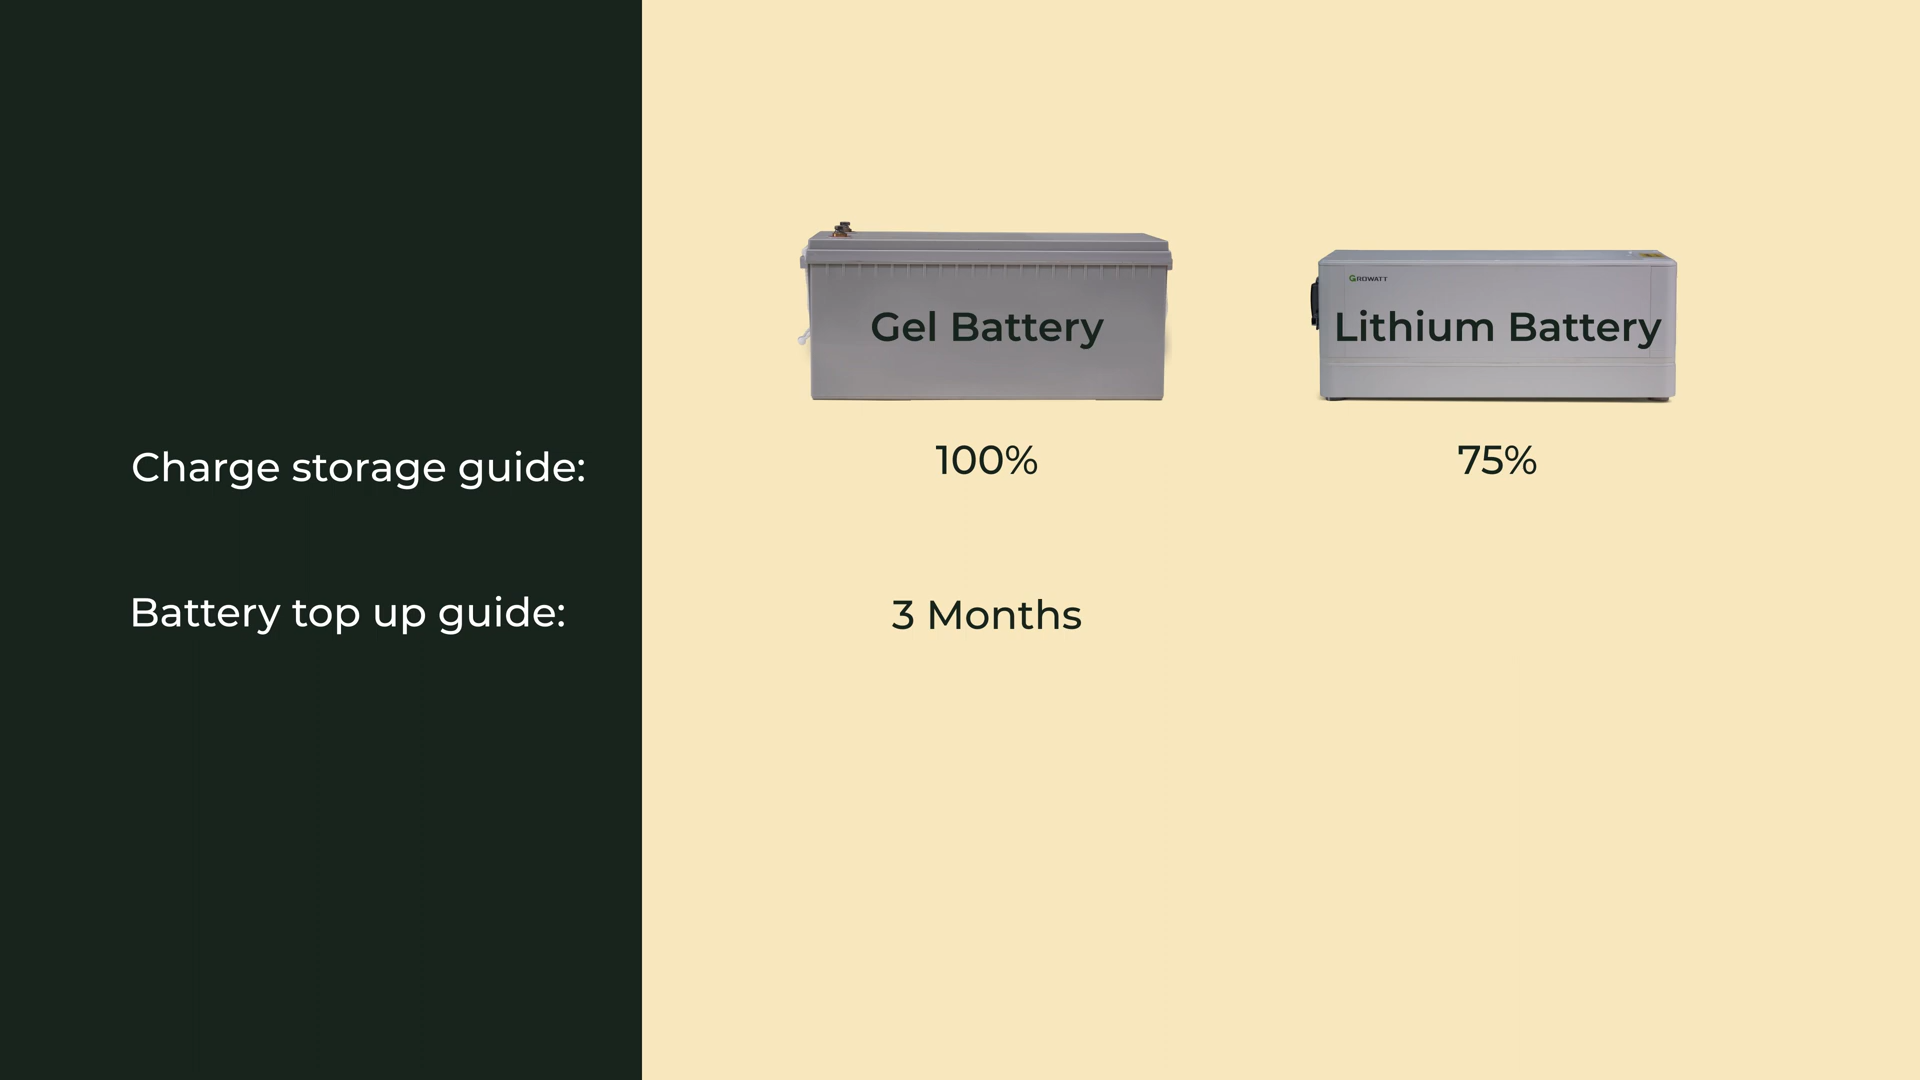 GROWATT
Gel Battery
Lithium Battery
Charge storage guide:
100%
75%
Battery top up guide:
3 Months